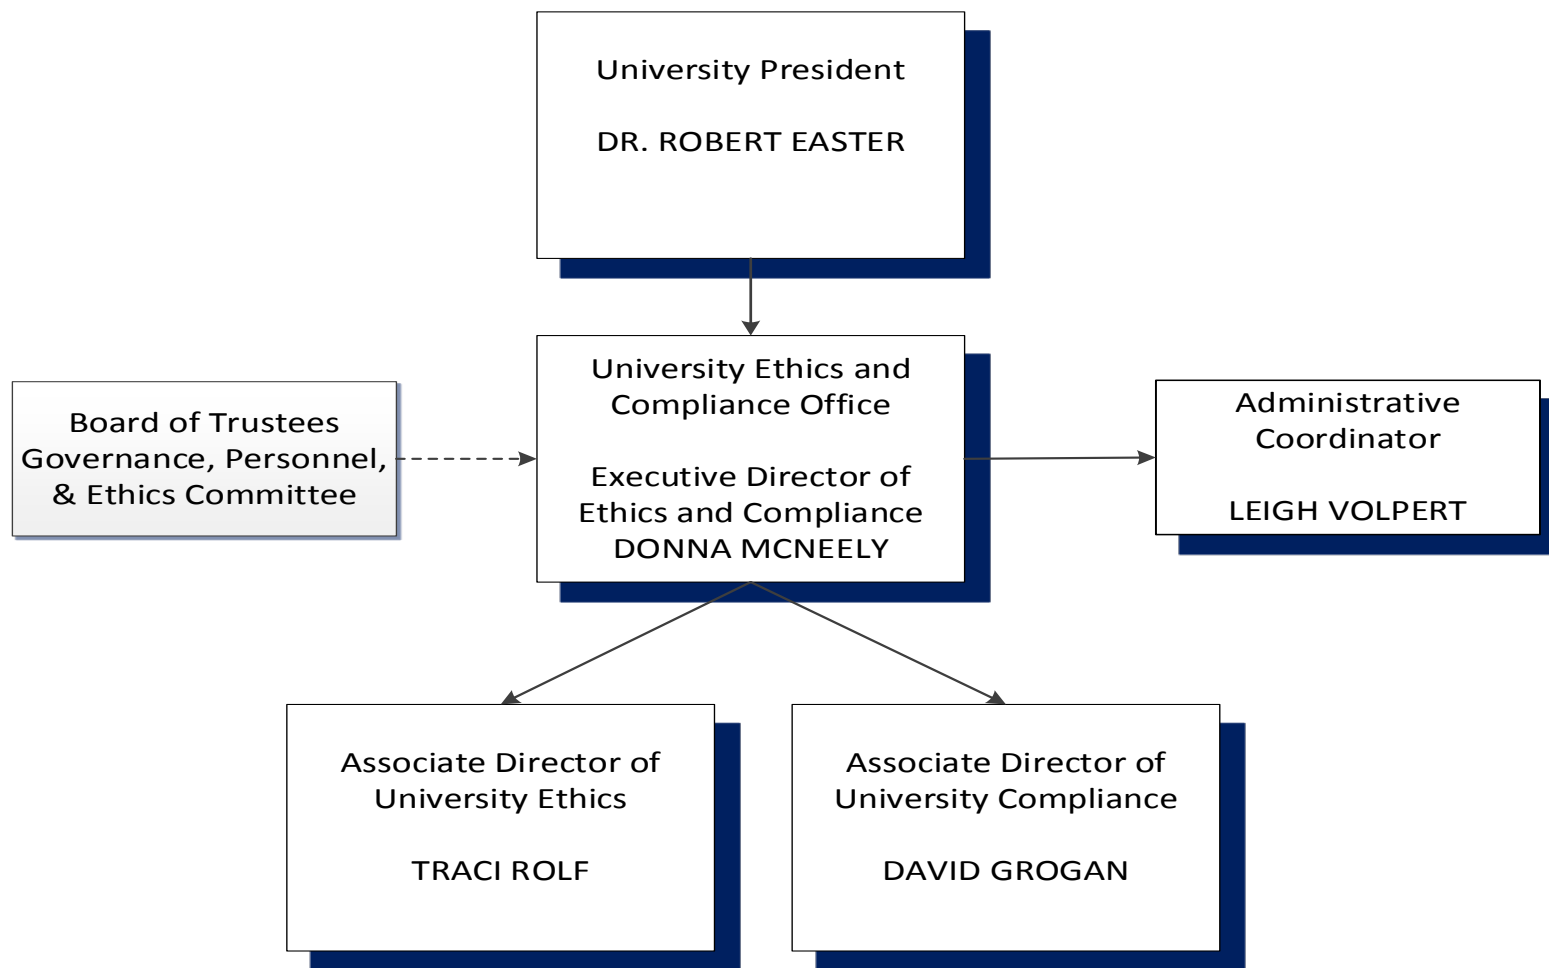 University President
DR. ROBERT EASTER
University Ethics and
Compliance Office
Executive Director of
Ethics and Compliance
DONNA MCNEELY
Board of Trustees
Governance, Personnel,
& Ethics Committee
Administrative
Coordinator
LEIGH VOLPERT
Associate Director of
University Ethics
TRACI ROLF
Associate Director of
University Compliance
DAVID GROGAN